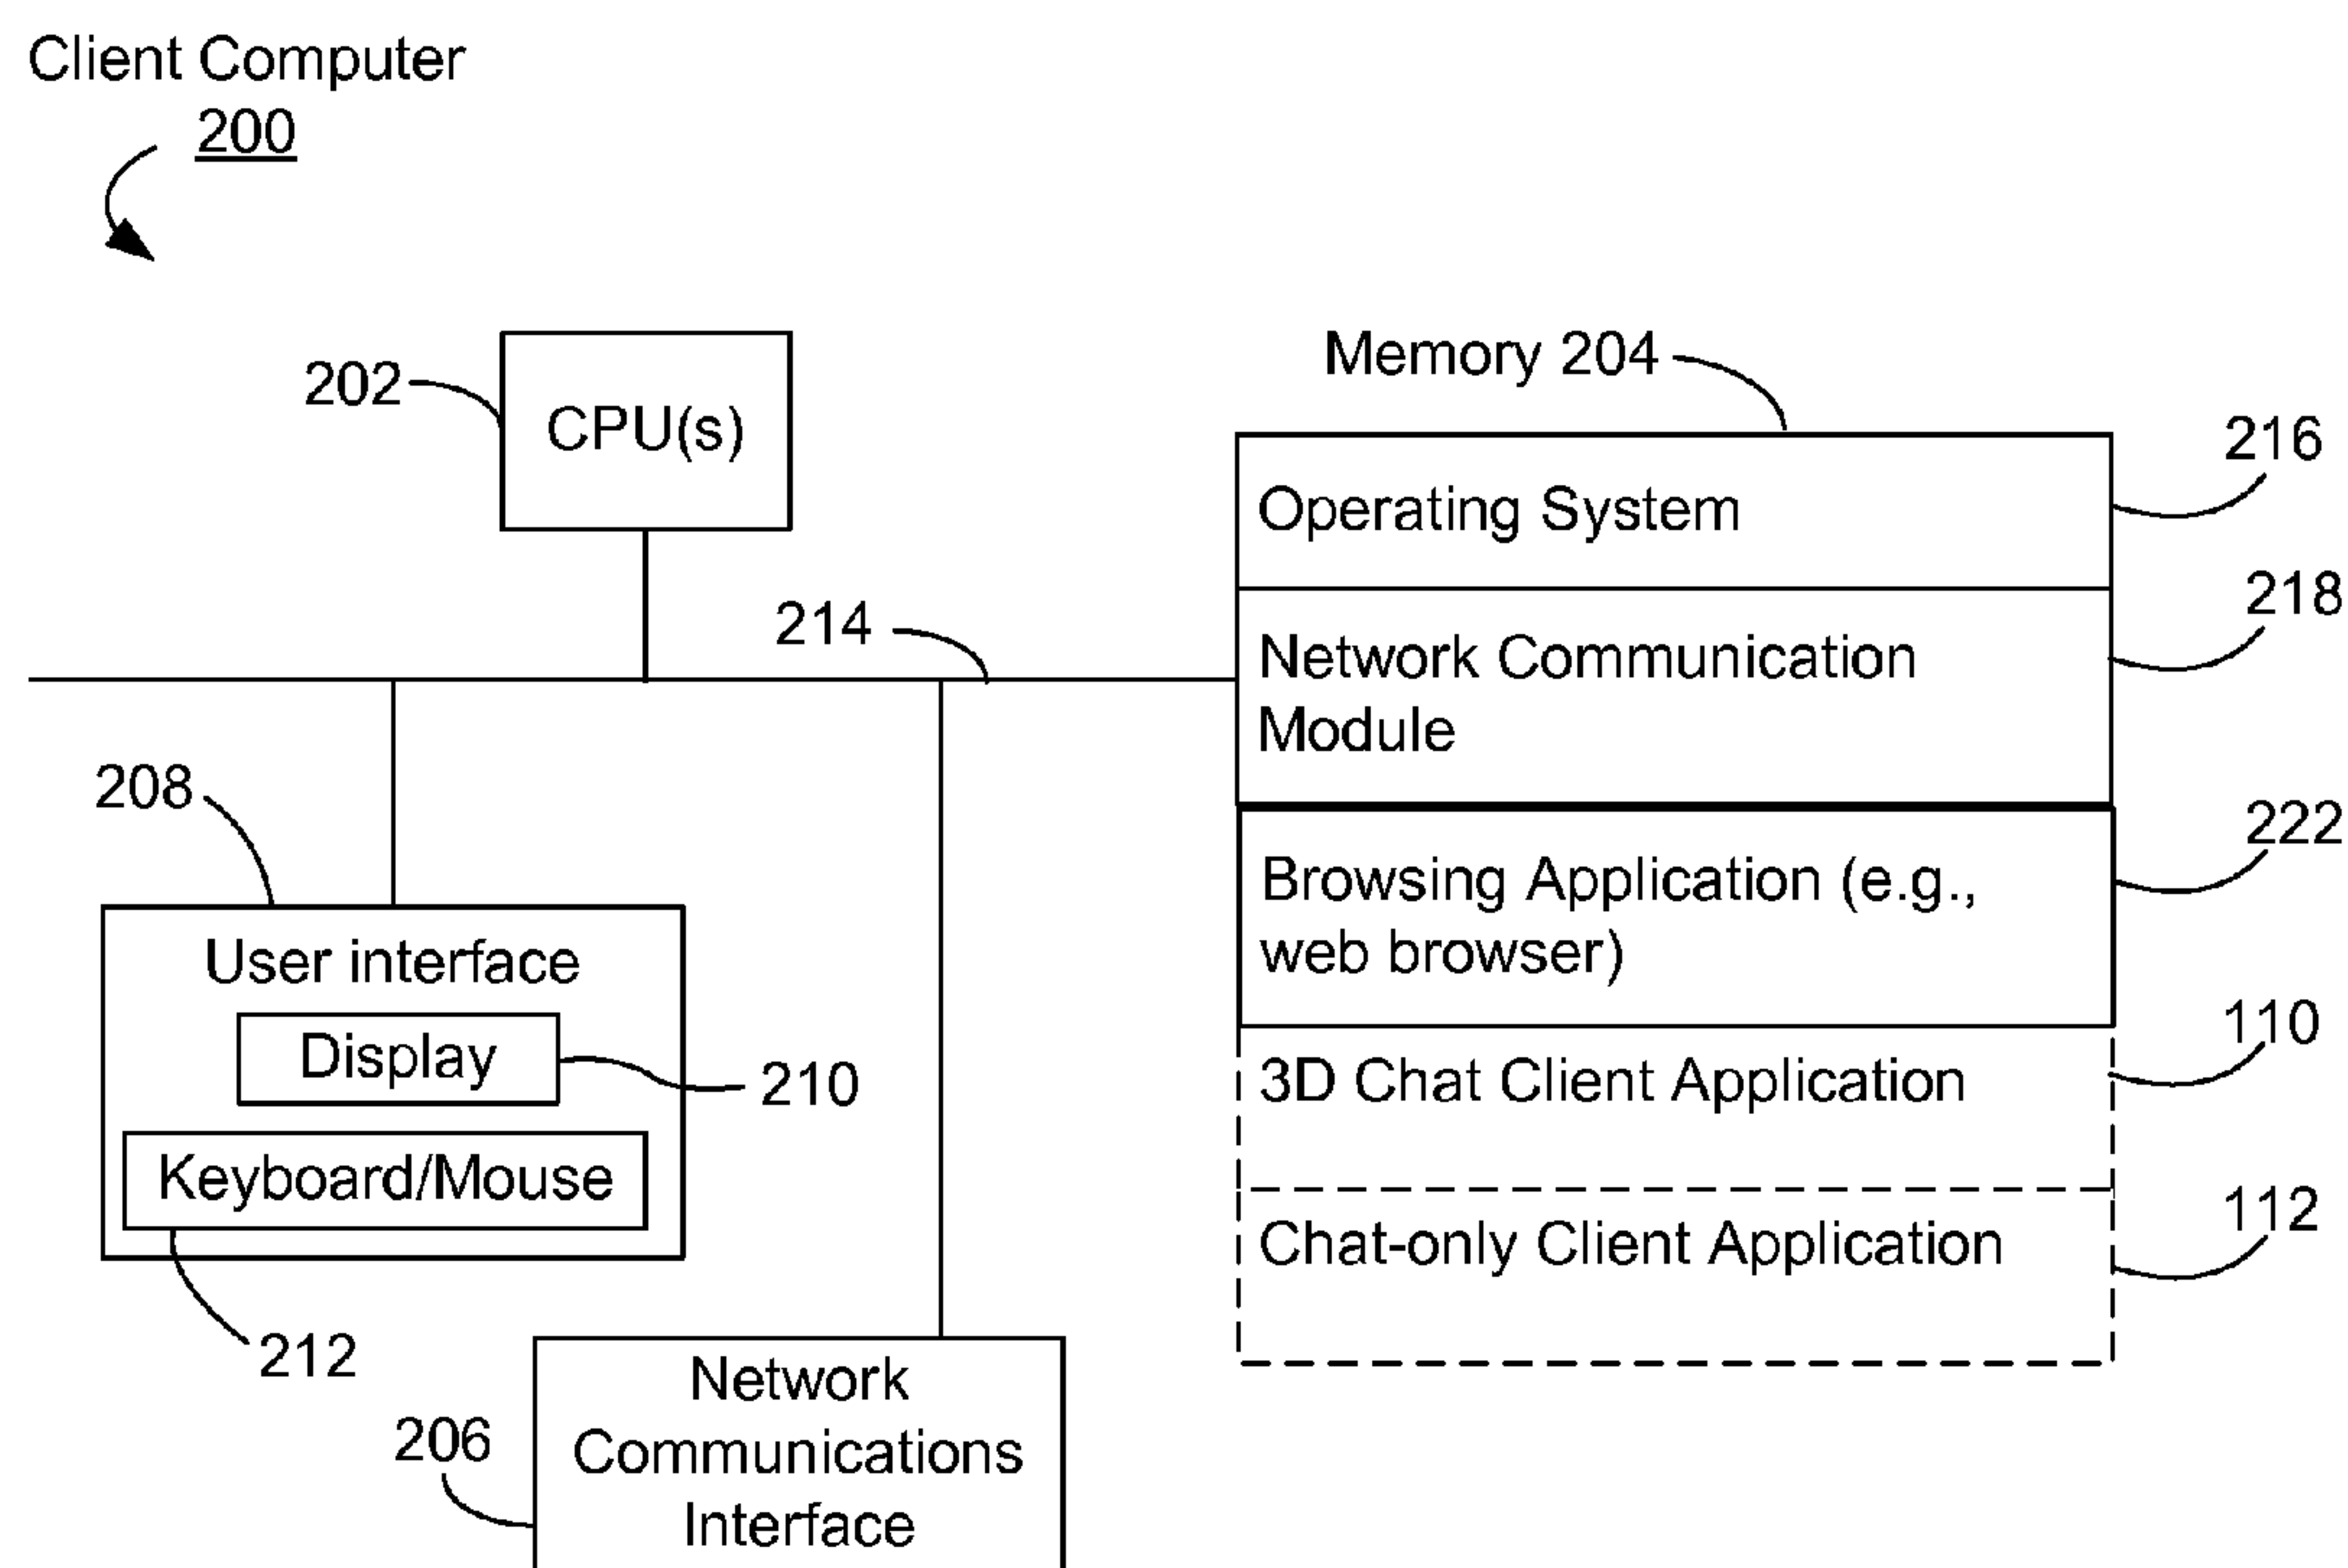 Client Computer
200
202
CPU(s)
Memory 204
216
Operating System
218
214
Network Communication
Module
208
222
Browsing Application (e.g.,
web browser)
User interface
Display
210
110
3D Chat Client Application
Keyboard/Mouse
112
Chat-only Client Application
212
206
Network
Communications
Interface